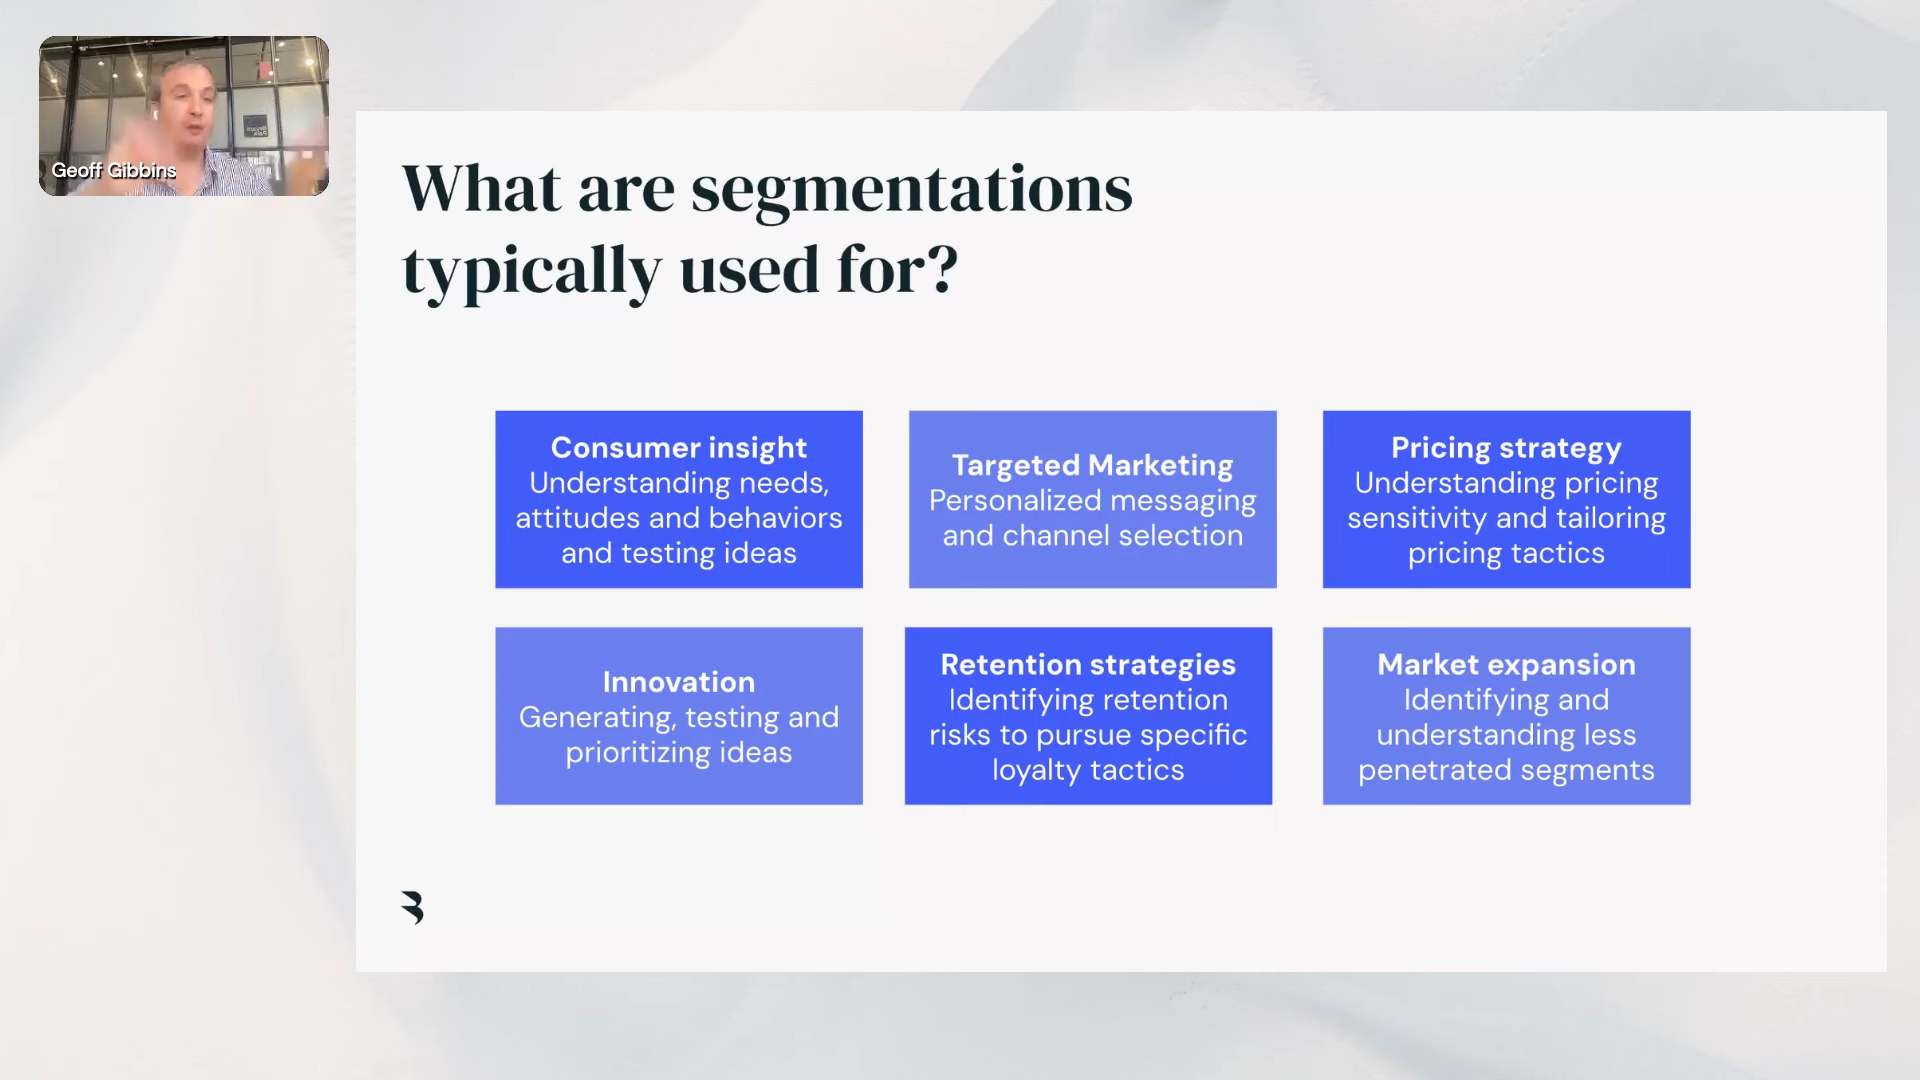 Geoff Gibbins
What are segmentations
typically used for?
Consumer insight
Understanding needs,
attitudes and behaviors
and testing ideas
Targeted Marketing
Personalized messaging
and channel selection
Pricing strategy
Understanding pricing
sensitivity and tailoring
pricing tactics
Innovation
Generating, testing and
prioritizing ideas
Retention strategies
Identifying retention
risks to pursue specific
loyalty tactics
Market expansion
Identifying and
understanding less
penetrated segments